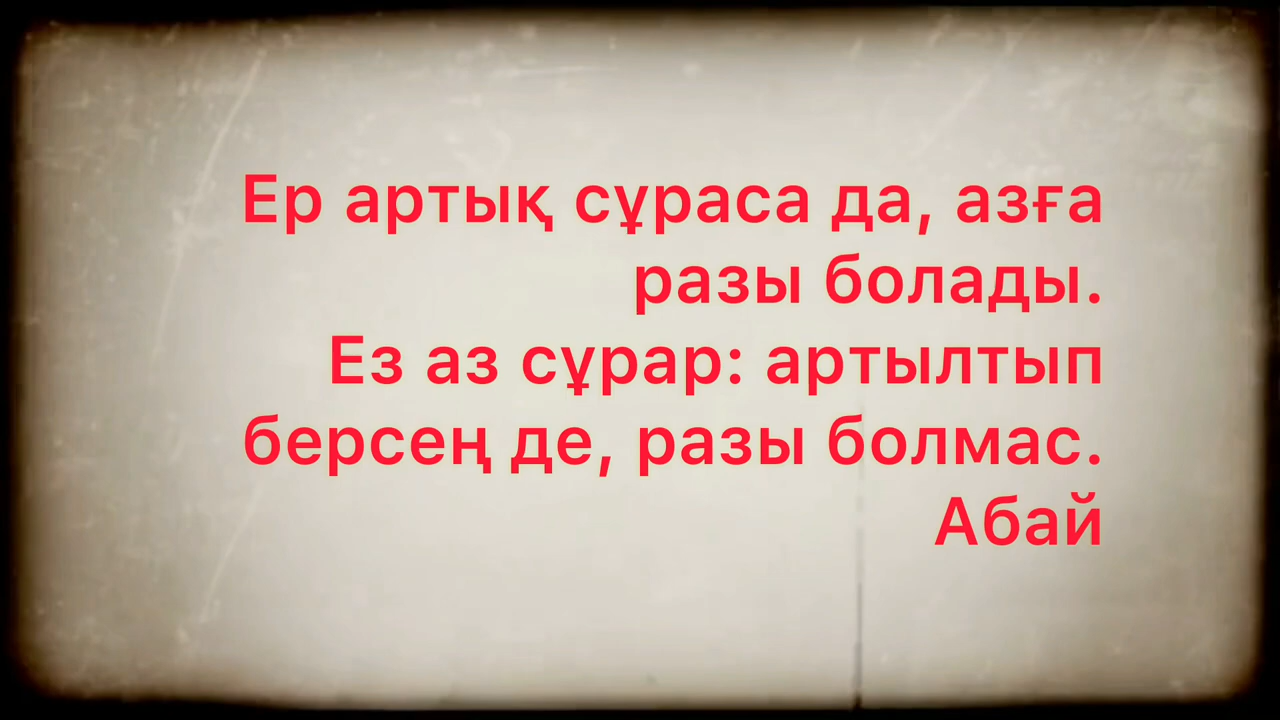 Ер артық сұраса да, азға
разы болады.
Ез аз сұрар: артылтып
берсең де, разы болмас.
Абай